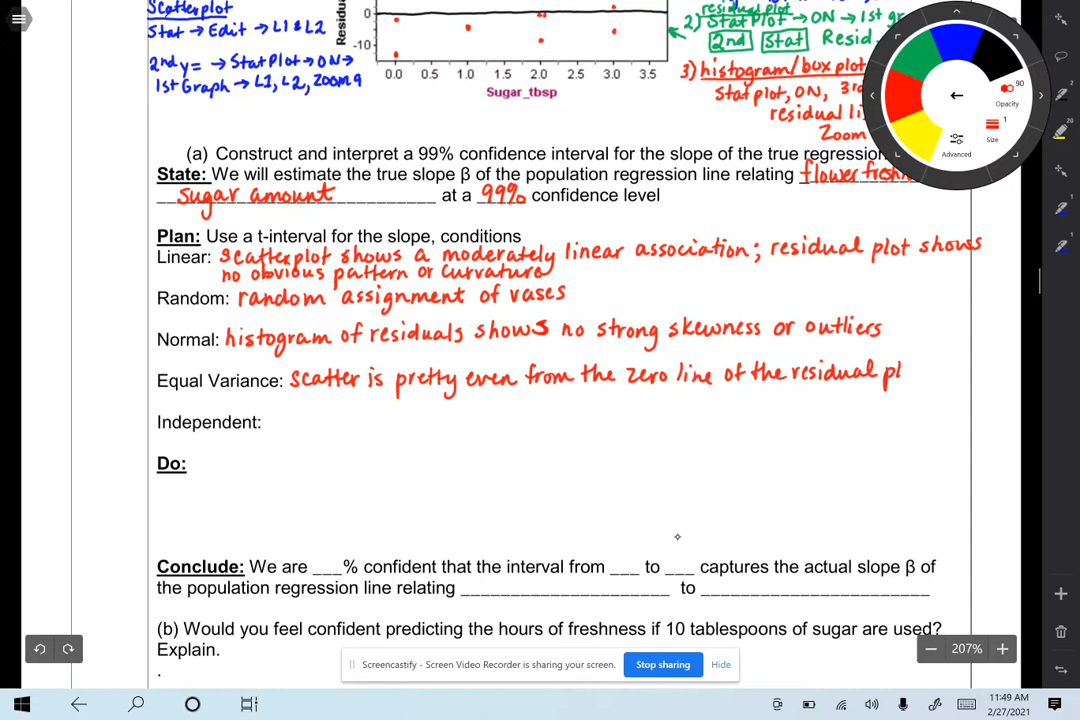 Scatterplot
Stat → Edit → L1 & L2
2nd y= → Stat Plot → ON →
1st Graph → L1, L2, Zoom 9
Residu
0
-10
0.0 0.5 1.0 1.5 2.0 2.5 3.0 3.5
Sugar_tbsp
residual plot
2) Stat Plot → ON → 1st gr
2nd Stat Resid
3) histogram/box plot
Stat plot, ON, 3r
residual li
Zoom
90
Opacity
1
Size
Advanced
(a) Construct and interpret a 99% confidence interval for the slope of the true regression
State: We will estimate the true slope β of the population regression line relating flower fresh
sugar amount at a 99% confidence level
Plan: Use a t-interval for the slope, conditions
Linear: scatterplot shows a moderately linear association; residual plot shows
no obvious pattern or curvature
Random: random assignment of vases
Normal: histogram of residuals shows no strong skewness or outliers
Equal Variance: scatter is pretty even from the zero line of the residual pl
Independent:
Do:
Conclude: We are ___% confident that the interval from ___ to ___ captures the actual slope β of
the population regression line relating _____________________ to _______________________
(b) Would you feel confident predicting the hours of freshness if 10 tablespoons of sugar are used?
Explain.
.
207%
Screencastify - Screen Video Recorder is sharing your screen.
Stop sharing
Hide
11:49 AM
2/27/2021